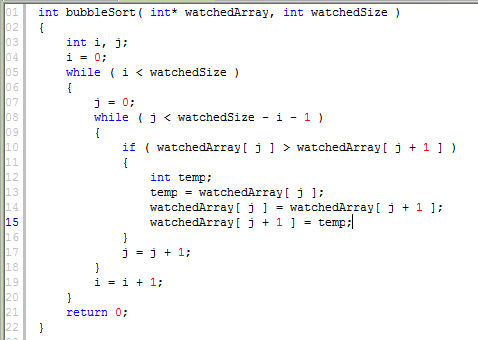 01 int bubbleSort( int* watchedArray, int watchedSize )
02 {
03     int i, j;
04     i = 0;
05     while ( i < watchedSize )
06     {
07         j = 0;
08         while ( j < watchedSize - i - 1 )
09         {
10             if ( watchedArray[ j ] > watchedArray[ j + 1 ] )
11             {
12                 int temp;
13                 temp = watchedArray[ j ];
14                 watchedArray[ j ] = watchedArray[ j + 1 ];
15                 watchedArray[ j + 1 ] = temp;
16             }
17             j = j + 1;
18         }
19         i = i + 1;
20     }
21     return 0;
22 }